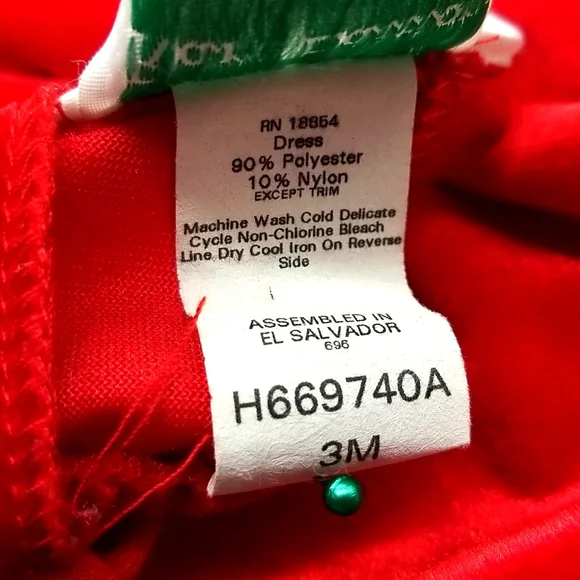 RN 18854
Dress
90% Polyester
10% Nylon
EXCEPT TRIM
Machine Wash Cold Delicate
Cycle Non-Chlorine Bleach
Line Dry Cool Iron On Reverse
Side
ASSEMBLED IN
EL SALVADOR
696
H669740A
3M